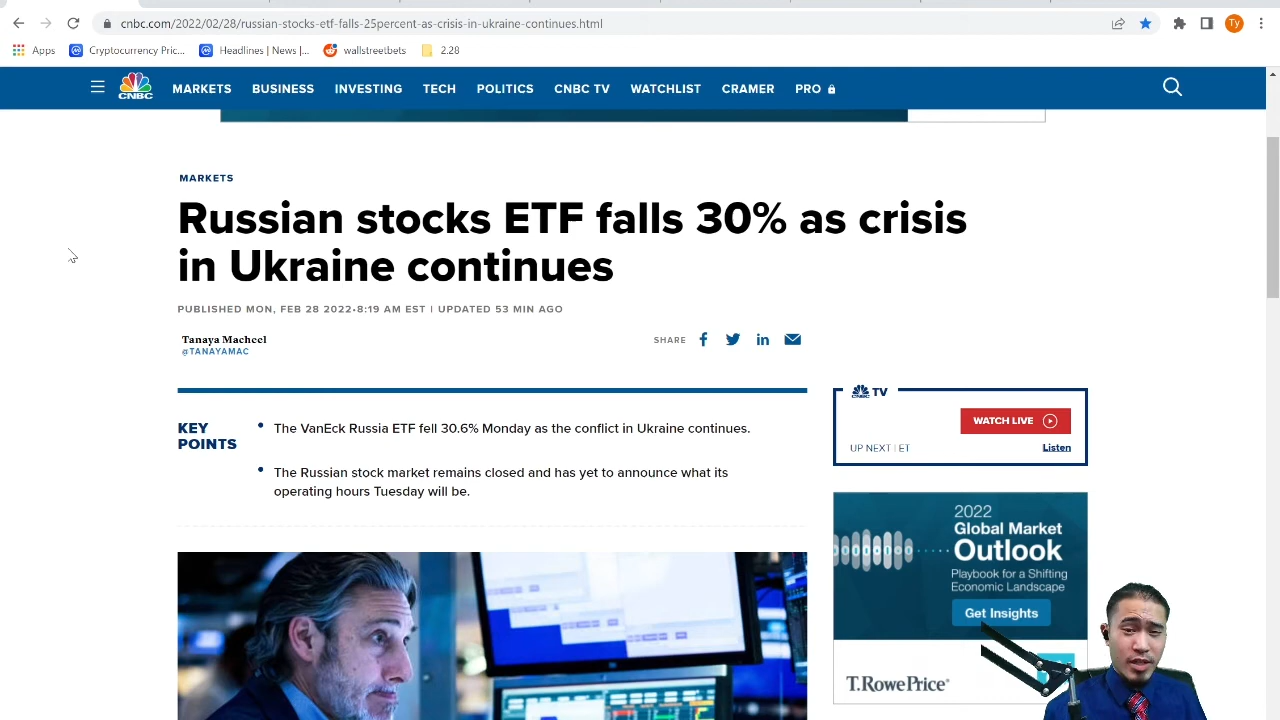 cnbc.com/2022/02/28/russian-stocks-etf-falls-25percent-as-crisis-in-ukraine-continues.html
Ty
Apps
Cryptocurrency Pric...
Headlines | News |...
wallstreetbets
2.28
CNBC
MARKETS
BUSINESS
INVESTING
TECH
POLITICS
CNBC TV
WATCHLIST
CRAMER
PRO
MARKETS
Russian stocks ETF falls 30% as crisis
in Ukraine continues
PUBLISHED MON, FEB 28 2022•8:19 AM EST | UPDATED 53 MIN AGO
Tanaya Macheel
@TANAYAMAC
SHARE
KEY
POINTS
The VanEck Russia ETF fell 30.6% Monday as the conflict in Ukraine continues.
The Russian stock market remains closed and has yet to announce what its
operating hours Tuesday will be.
CNBC TV
WATCH LIVE
UP NEXT | ET
Listen
2022
Global Market
Outlook
Playbook for a Shifting
Economic Landscape
Get Insights
T.RowePrice